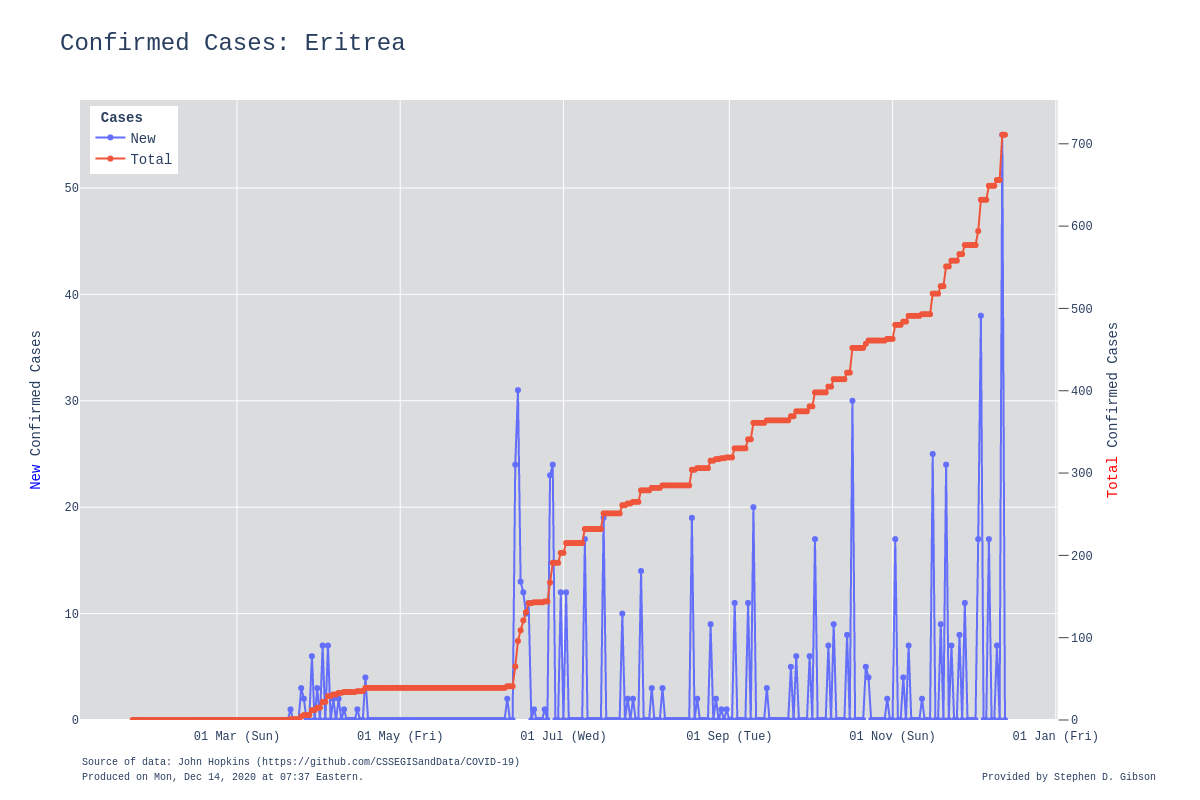 Confirmed Cases: Eritrea
Cases
New
Total
50
40
30
20
10
0
700
600
500
400
300
200
100
0
New Confirmed Cases
Total Confirmed Cases
01 Mar (Sun)
01 May (Fri)
01 Jul (Wed)
01 Sep (Tue)
01 Nov (Sun)
01 Jan (Fri)
Source of data: John Hopkins (https://github.com/CSSEGISandData/COVID-19)
Produced on Mon, Dec 14, 2020 at 07:37 Eastern.
Provided by Stephen D. Gibson